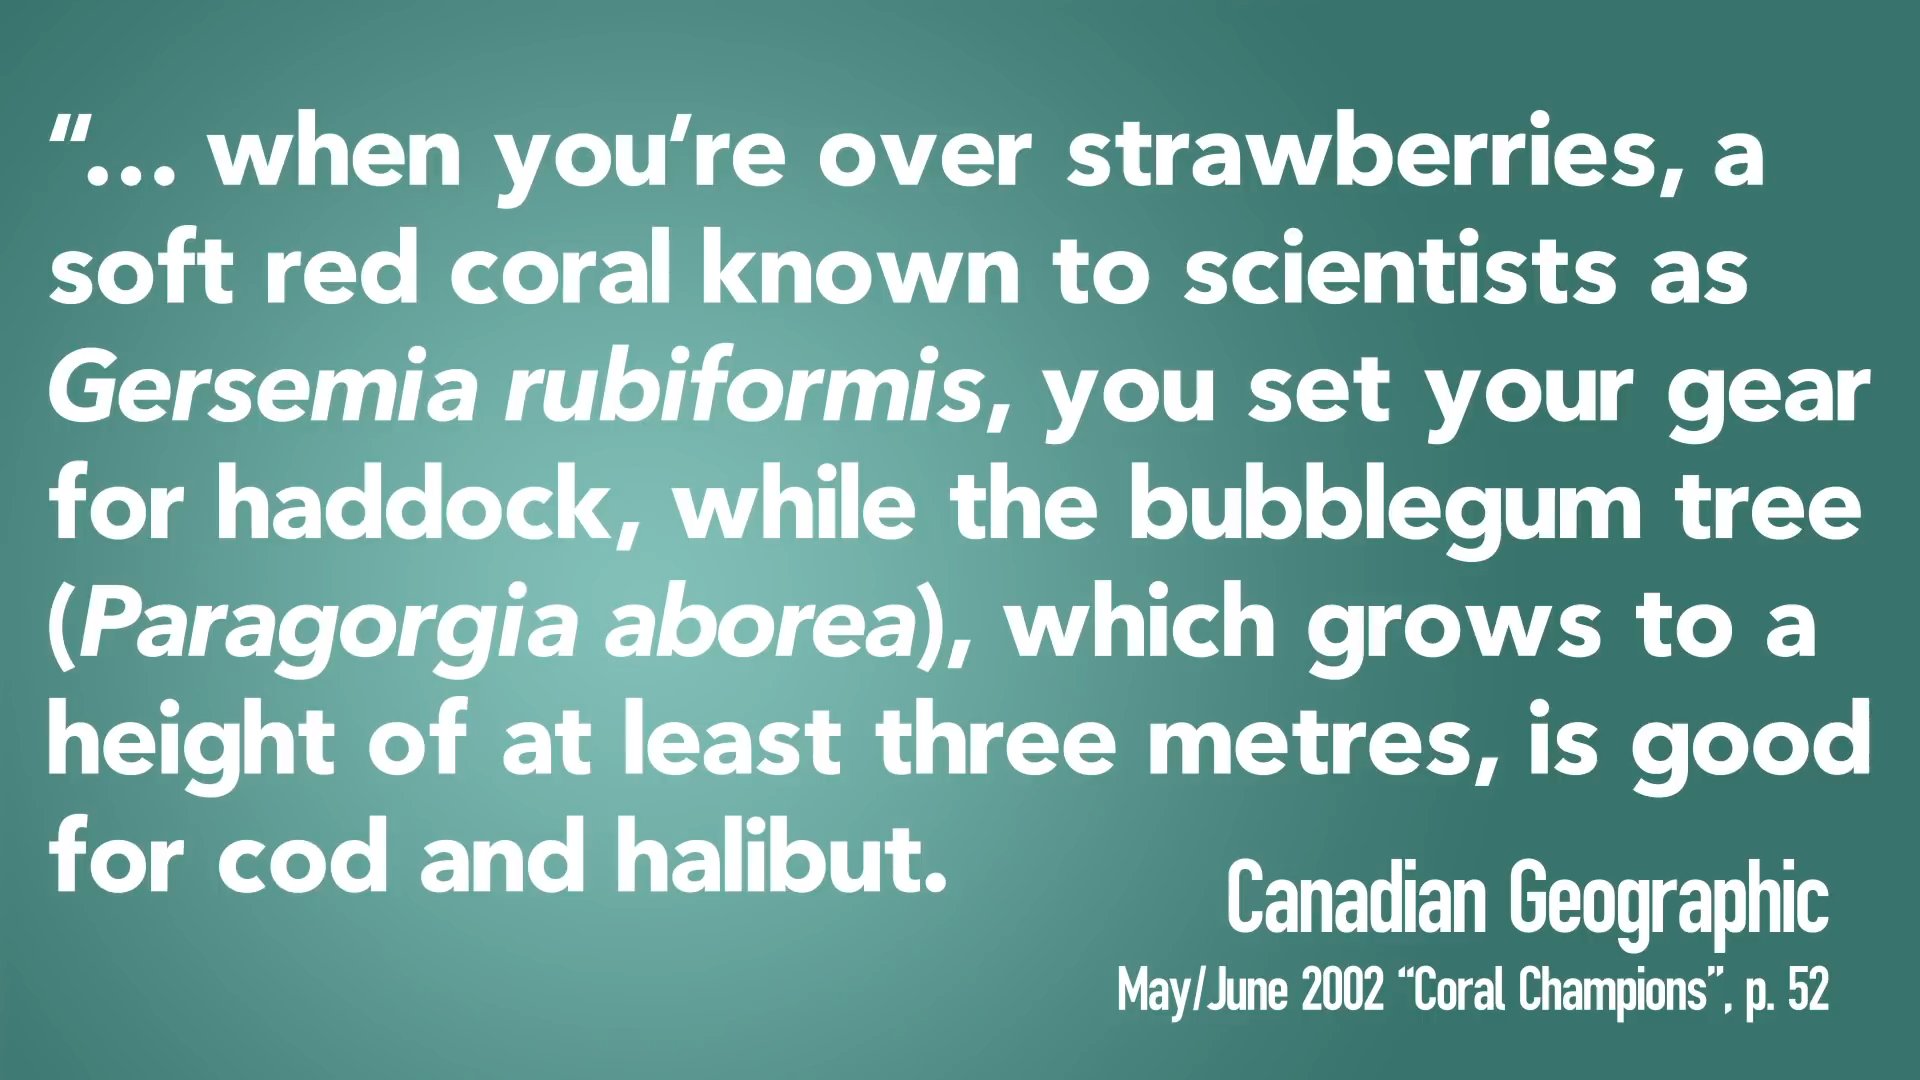 “... when you’re over strawberries, a
soft red coral known to scientists as
Gersemia rubiformis, you set your gear
for haddock, while the bubblegum tree
(Paragorgia aborea), which grows to a
height of at least three metres, is good
for cod and halibut.
Canadian Geographic
May/June 2002 “Coral Champions”, p. 52